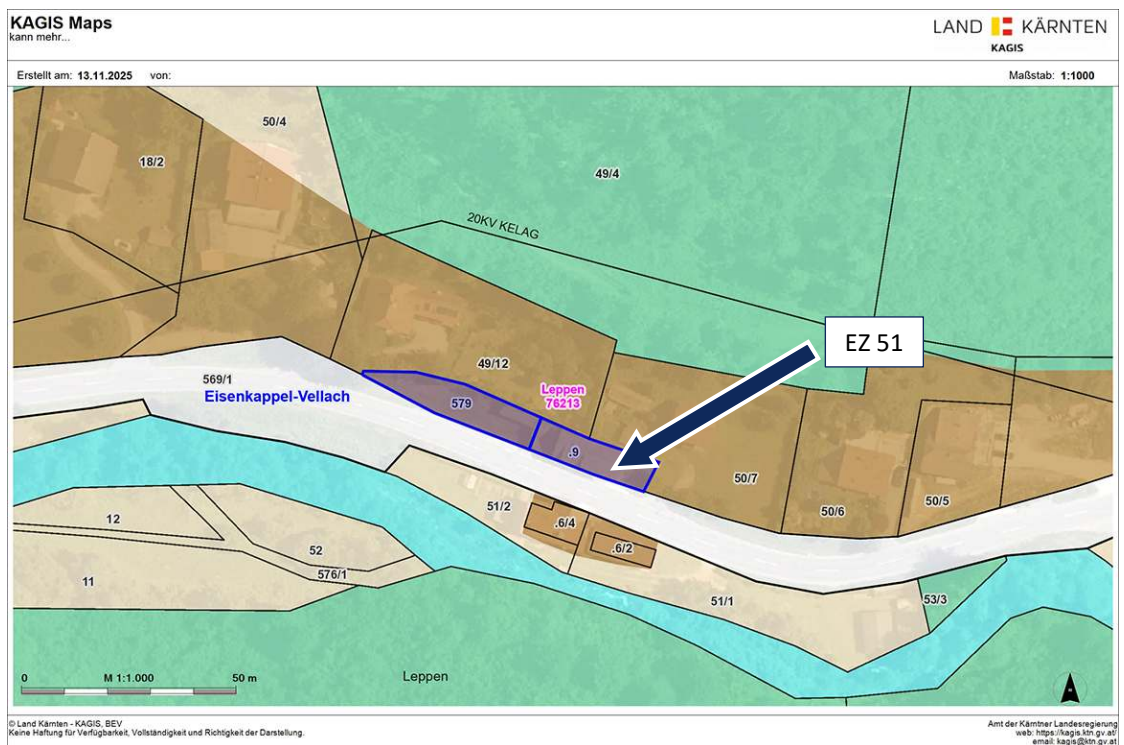 KAGIS Maps
kann mehr...
LAND KÄRNTEN
KAGIS
Erstellt am: 13.11.2025 von:
Maßstab: 1:1000
50/4
18/2
49/4
20KV KELAG
EZ 51
49/12
569/1
Leppen
76213
Eisenkappel-Vellach
579
.9
50/7
50/5
51/2
50/6
12
.6/4
52
.6/2
576/1
11
51/1
53/3
0 M 1:1.000 50 m
Leppen
© Land Kärnten - KAGIS, BEV
Keine Haftung für Verfügbarkeit, Vollständigkeit und Richtigkeit der Darstellung.
Amt der Kärntner Landesregierung
web: https://kagis.ktn.gv.at/
email: kagis@ktn.gv.at